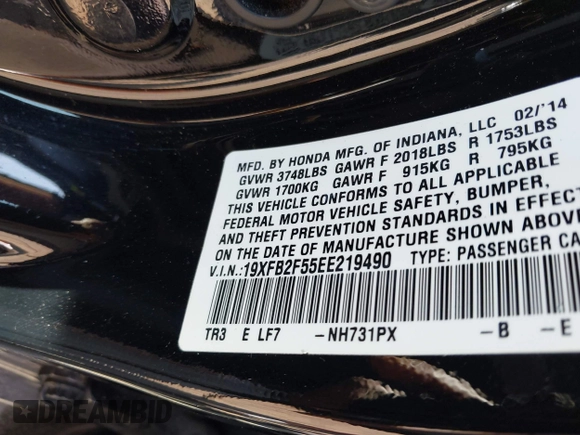 MFD. BY HONDA MFG. OF INDIANA, LLC 02/'14
GVWR 3748LBS GAWR F 2018LBS R 1753LBS
GVWR 1700KG GAWR F 915KG R 795KG
THIS VEHICLE CONFORMS TO ALL APPLICABLE
FEDERAL MOTOR VEHICLE SAFETY, BUMPER,
AND THEFT PREVENTION STANDARDS IN EFFECT
ON THE DATE OF MANUFACTURE SHOWN ABOVE
V.I.N.:19XFB2F55EE219490 TYPE: PASSENGER CA
TR3 E LF7 -NH731PX -B -E
DREAMBID